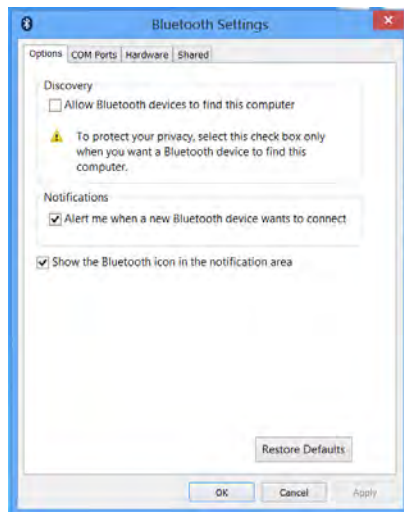 Bluetooth Settings
Options COM Ports Hardware Shared
Discovery
Allow Bluetooth devices to find this computer
To protect your privacy, select this check box only
when you want a Bluetooth device to find this
computer.
Notifications
Alert me when a new Bluetooth device wants to connect
Show the Bluetooth icon in the notification area
Restore Defaults
OK Cancel Apply